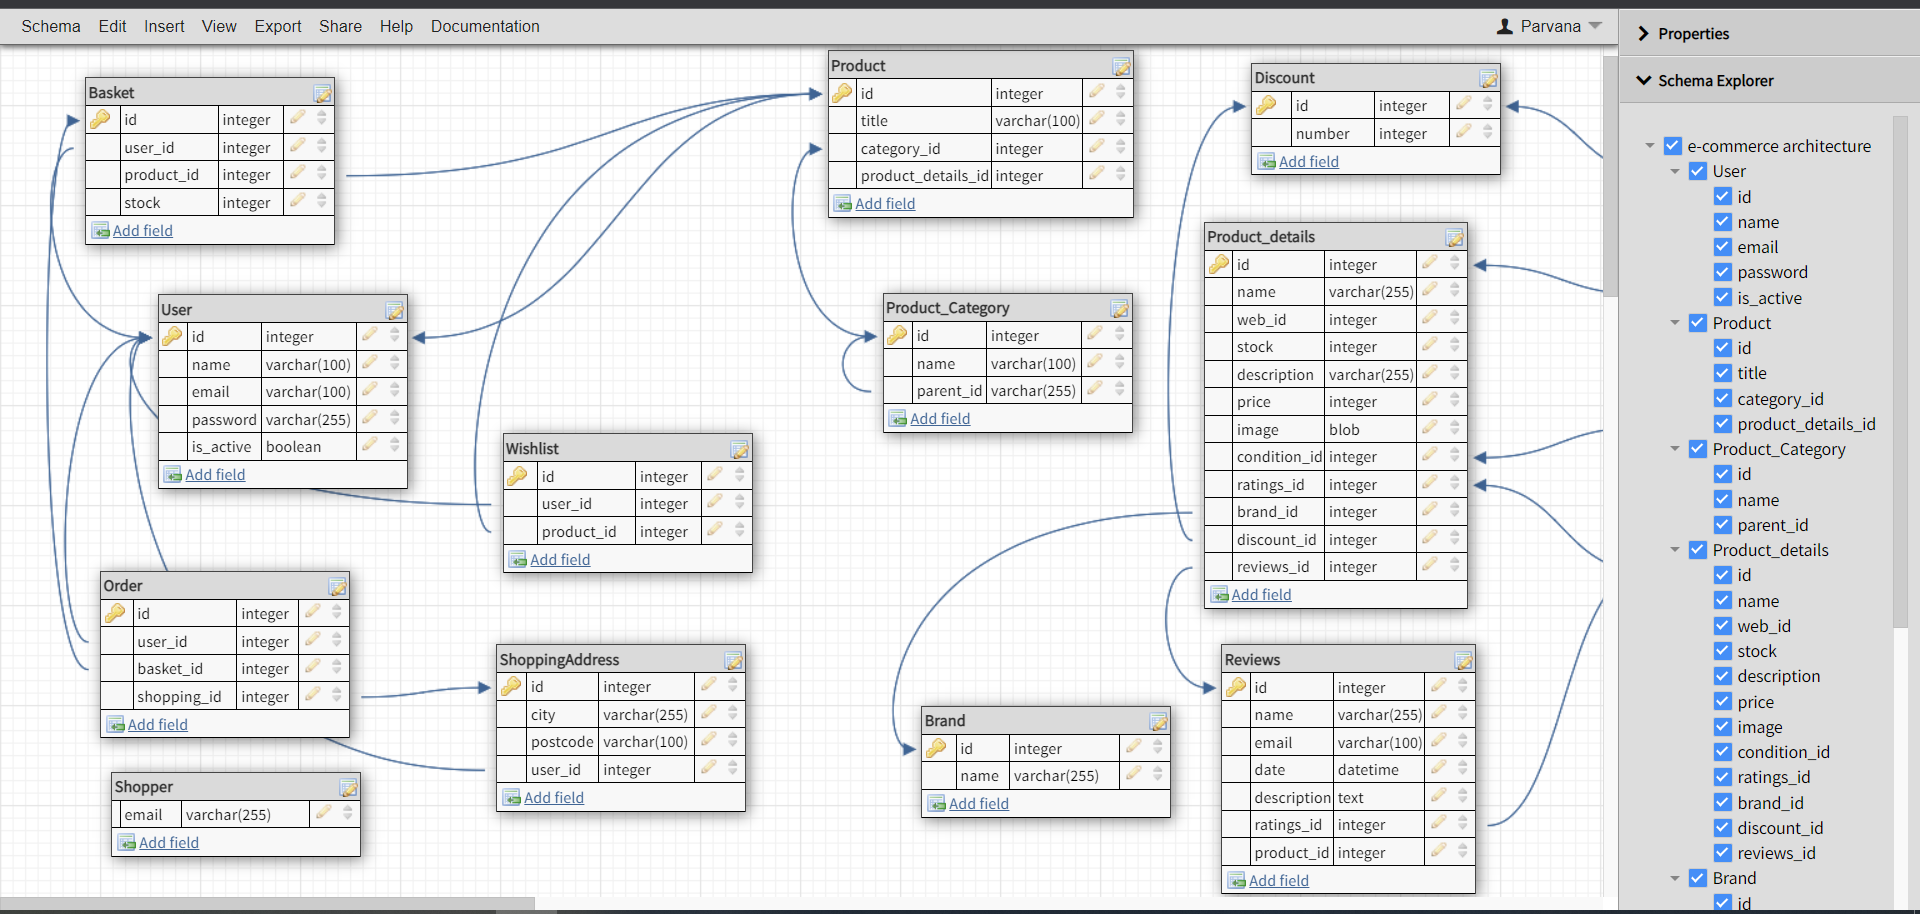 Schema Edit Insert View Export Share Help Documentation Parvana
Basket
id integer
user_id integer
product_id integer
stock integer
Add field
User
id integer
name varchar(100)
email varchar(100)
password varchar(255)
is_active boolean
Add field
Order
id integer
user_id integer
basket_id integer
shopping_id integer
Add field
Shopper
email varchar(255)
Add field
Wishlist
id integer
user_id integer
product_id integer
Add field
ShoppingAddress
id integer
city varchar(255)
postcode varchar(100)
user_id integer
Add field
Product
id integer
title varchar(100)
category_id integer
product_details_id integer
Add field
Product_Category
id integer
name varchar(100)
parent_id varchar(255)
Add field
Brand
id integer
name varchar(255)
Add field
Discount
id integer
number integer
Add field
Product_details
id integer
name varchar(255)
web_id integer
stock integer
description varchar(255)
price integer
image blob
condition_id integer
ratings_id integer
brand_id integer
discount_id integer
reviews_id integer
Add field
Reviews
id integer
name varchar(255)
email varchar(100)
date datetime
description text
ratings_id integer
product_id integer
Add field
Properties
Schema Explorer
e-commerce architecture
User
id
name
email
password
is_active
Product
id
title
category_id
product_details_id
Product_Category
id
name
parent_id
Product_details
id
name
web_id
stock
description
price
image
condition_id
ratings_id
brand_id
discount_id
reviews_id
Brand
id